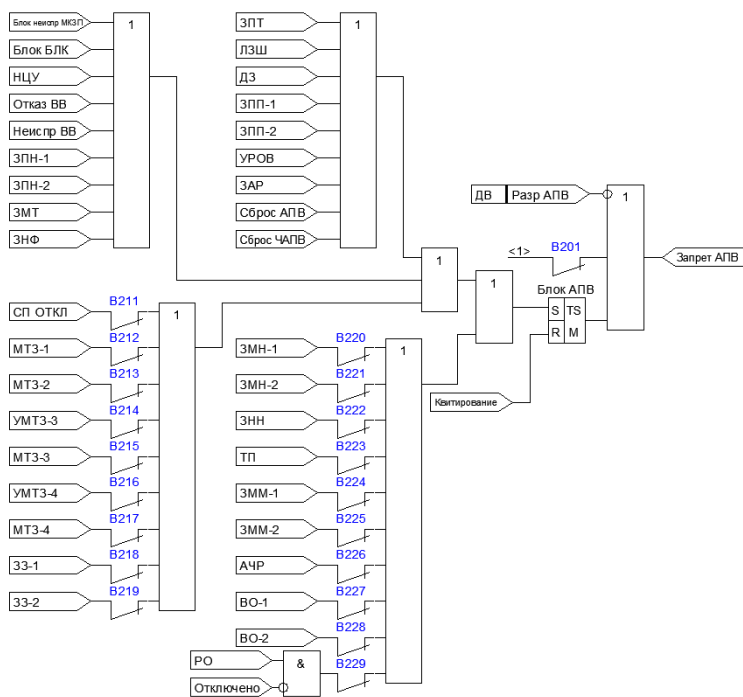 Блок неиспр МКЗП
Блок БЛК
НЦУ
Отказ ВВ
Неиспр ВВ
ЗПН-1
ЗПН-2
ЗМТ
ЗНФ
1
ЗПТ
ЛЗШ
ДЗ
ЗПП-1
ЗПП-2
УРОВ
ЗАР
Сброс АПВ
Сброс ЧАПВ
1
ДВ Разр АПВ
1
<1>
B201
Запрет АПВ
1
1
Блок АПВ
S TS
R M
Квитирование
СП ОТКЛ
B211
МТЗ-1
B212
МТЗ-2
B213
УМТЗ-3
B214
МТЗ-3
B215
УМТЗ-4
B216
МТЗ-4
B217
ЗЗ-1
B218
ЗЗ-2
B219
1
ЗМН-1
B220
ЗМН-2
B221
ЗНН
B222
ТП
B223
ЗММ-1
B224
ЗММ-2
B225
АЧР
B226
ВО-1
B227
ВО-2
B228
1
РО
Отключено
&
B229